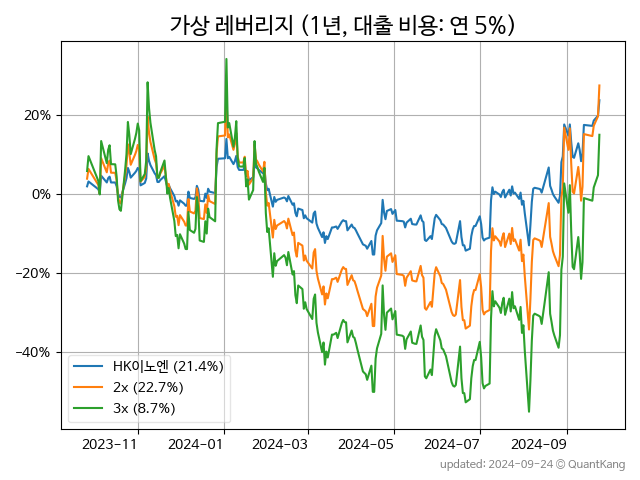 가상 레버리지 (1년, 대출 비용: 연 5%)
20%
0%
−20%
−40%
HK이노엔 (21.4%)
2x (22.7%)
3x (8.7%)
2023-11 2024-01 2024-03 2024-05 2024-07 2024-09
updated: 2024-09-24 © QuantKang